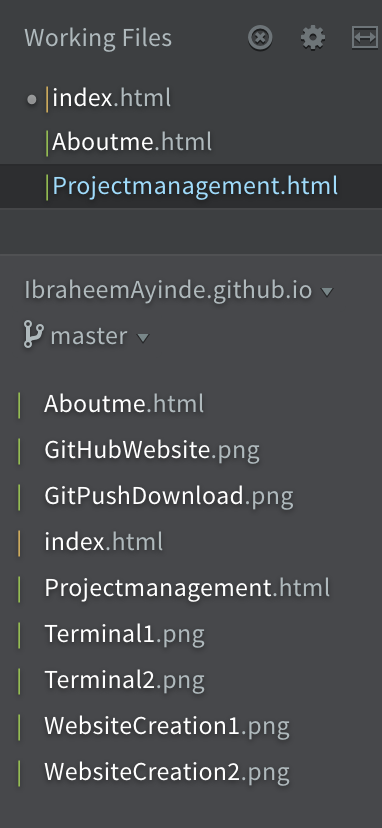 Working Files
index.html
Aboutme.html
Projectmanagement.html
IbraheemAyinde.github.io
master
Aboutme.html
GitHubWebsite.png
GitPushDownload.png
index.html
Projectmanagement.html
Terminal1.png
Terminal2.png
WebsiteCreation1.png
WebsiteCreation2.png